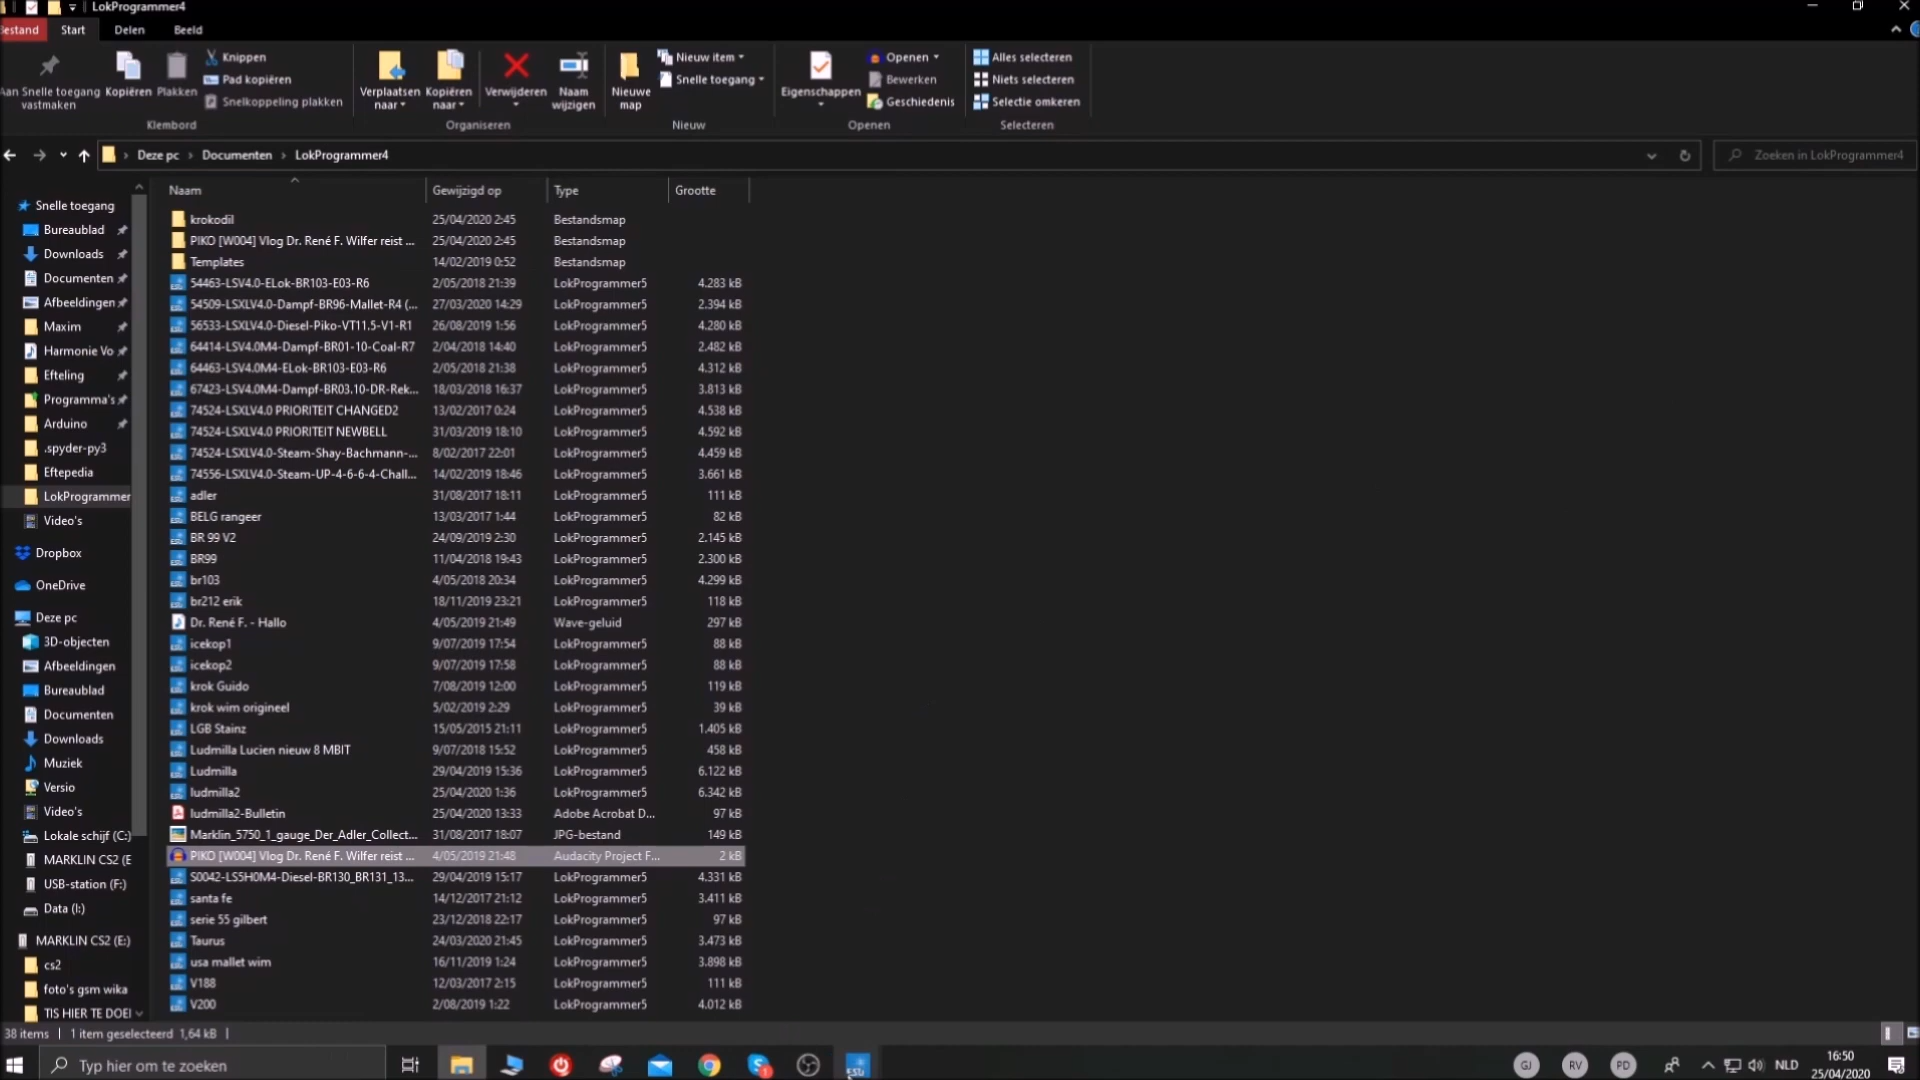 LokProgrammer4
Bestand Start Delen Beeld
Aan Snelle toegang vastmaken
Kopiëren
Plakken
Knippen
Pad kopiëren
Snelkoppeling plakken
Klembord
Verplaatsen naar
Kopiëren naar
Verwijderen
Naam wijzigen
Organiseren
Nieuwe map
Nieuw item
Snelle toegang
Nieuw
Eigenschappen
Openen
Bewerken
Geschiedenis
Openen
Alles selecteren
Niets selecteren
Selectie omkeren
Selecteren
Deze pc › Documenten › LokProgrammer4
Zoeken in LokProgrammer4
Snelle toegang
Bureaublad
Downloads
Documenten
Afbeeldingen
Maxim
Harmonie Vo
Efteling
Programma's
Arduino
.spyder-py3
Eftepedia
LokProgrammer
Video's
Dropbox
OneDrive
Deze pc
3D-objecten
Afbeeldingen
Bureaublad
Documenten
Downloads
Muziek
Versio
Video's
Lokale schijf (C:)
MARKLIN CS2 (E
USB-station (F:)
Data (I:)
MARKLIN CS2 (E:)
cs2
foto's gsm wika
TIS HIER TE DOEI
Naam Gewijzigd op Type Grootte
krokodil 25/04/2020 2:45 Bestandsmap
PIKO [W004] Vlog Dr. René F. Wilfer reist ... 25/04/2020 2:45 Bestandsmap
Templates 14/02/2019 0:52 Bestandsmap
54463-LSV4.0-ELok-BR103-E03-R6 2/05/2018 21:39 LokProgrammer5 4.283 kB
54509-LSXLV4.0-Dampf-BR96-Mallet-R4 (... 27/03/2020 14:29 LokProgrammer5 2.394 kB
56533-LSXLV4.0-Diesel-Piko-VT11.5-V1-R1 26/08/2019 1:56 LokProgrammer5 4.280 kB
64414-LSV4.0M4-Dampf-BR01-10-Coal-R7 2/04/2018 14:40 LokProgrammer5 2.482 kB
64463-LSV4.0M4-ELok-BR103-E03-R6 2/05/2018 21:38 LokProgrammer5 4.312 kB
67423-LSV4.0M4-Dampf-BR03.10-DR-Rek... 18/03/2018 16:37 LokProgrammer5 3.813 kB
74524-LSXLV4.0 PRIORITEIT CHANGED2 13/02/2017 0:24 LokProgrammer5 4.538 kB
74524-LSXLV4.0 PRIORITEIT NEWBELL 31/03/2019 18:10 LokProgrammer5 4.592 kB
74524-LSXLV4.0-Steam-Shay-Bachmann-... 8/02/2017 22:01 LokProgrammer5 4.459 kB
74556-LSXLV4.0-Steam-UP-4-6-6-4-Chall... 14/02/2019 18:46 LokProgrammer5 3.661 kB
adler 31/08/2017 18:11 LokProgrammer5 111 kB
BELG rangeer 13/03/2017 1:44 LokProgrammer5 82 kB
BR 99 V2 24/09/2019 2:30 LokProgrammer5 2.145 kB
BR99 11/04/2018 19:43 LokProgrammer5 2.300 kB
br103 4/05/2018 20:34 LokProgrammer5 4.299 kB
br212 erik 18/11/2019 23:21 LokProgrammer5 118 kB
Dr. René F. - Hallo 4/05/2019 21:49 Wave-geluid 297 kB
icekop1 9/07/2019 17:54 LokProgrammer5 88 kB
icekop2 9/07/2019 17:58 LokProgrammer5 88 kB
krok Guido 7/08/2019 12:00 LokProgrammer5 119 kB
krok wim origineel 5/02/2019 2:29 LokProgrammer5 39 kB
LGB Stainz 15/05/2015 21:11 LokProgrammer5 1.405 kB
Ludmilla Lucien nieuw 8 MBIT 9/07/2018 15:52 LokProgrammer5 458 kB
Ludmilla 29/04/2019 15:36 LokProgrammer5 6.122 kB
ludmilla2 25/04/2020 1:36 LokProgrammer5 6.342 kB
ludmilla2-Bulletin 25/04/2020 13:33 Adobe Acrobat D... 97 kB
Marklin_5750_1_gauge_Der_Adler_Collect... 31/08/2017 18:07 JPG-bestand 149 kB
PIKO [W004] Vlog Dr. René F. Wilfer reist ... 4/05/2019 21:48 Audacity Project F... 2 kB
S0042-LS5H0M4-Diesel-BR130_BR131_13... 29/04/2019 15:17 LokProgrammer5 4.331 kB
santa fe 14/12/2017 21:12 LokProgrammer5 3.411 kB
serie 55 gilbert 23/12/2018 22:17 LokProgrammer5 97 kB
Taurus 24/03/2020 21:45 LokProgrammer5 3.473 kB
usa mallet wim 16/11/2019 1:24 LokProgrammer5 3.898 kB
V188 12/03/2017 2:15 LokProgrammer5 111 kB
V200 2/08/2019 1:22 LokProgrammer5 4.012 kB
38 items 1 item geselecteerd 1,64 kB
Typ hier om te zoeken
GJ RV PD NLD
16:50
25/04/2020